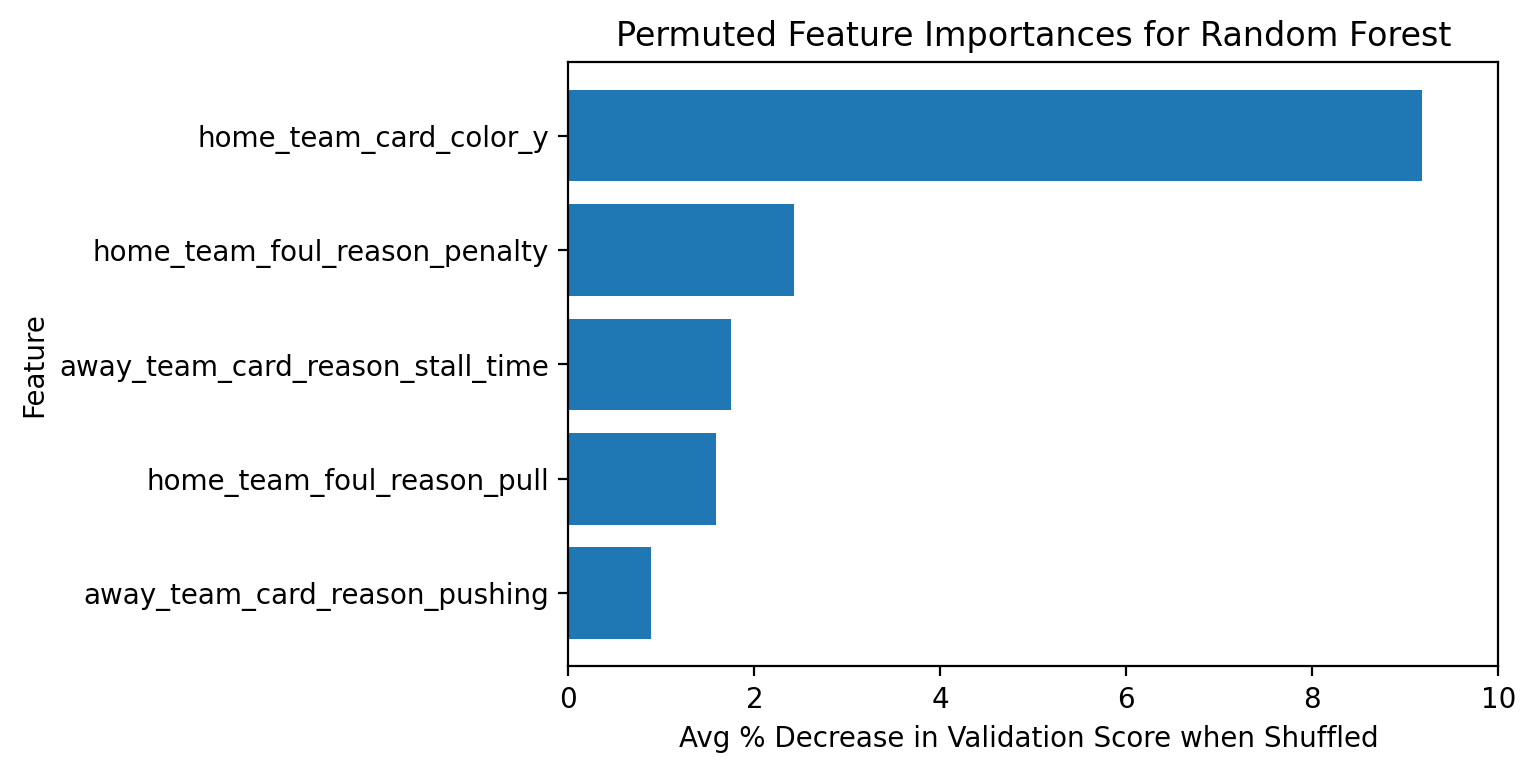 Permuted Feature Importances for Random Forest
Feature
home_team_card_color_y
home_team_foul_reason_penalty
away_team_card_reason_stall_time
home_team_foul_reason_pull
away_team_card_reason_pushing
0 2 4 6 8 10
Avg % Decrease in Validation Score when Shuffled